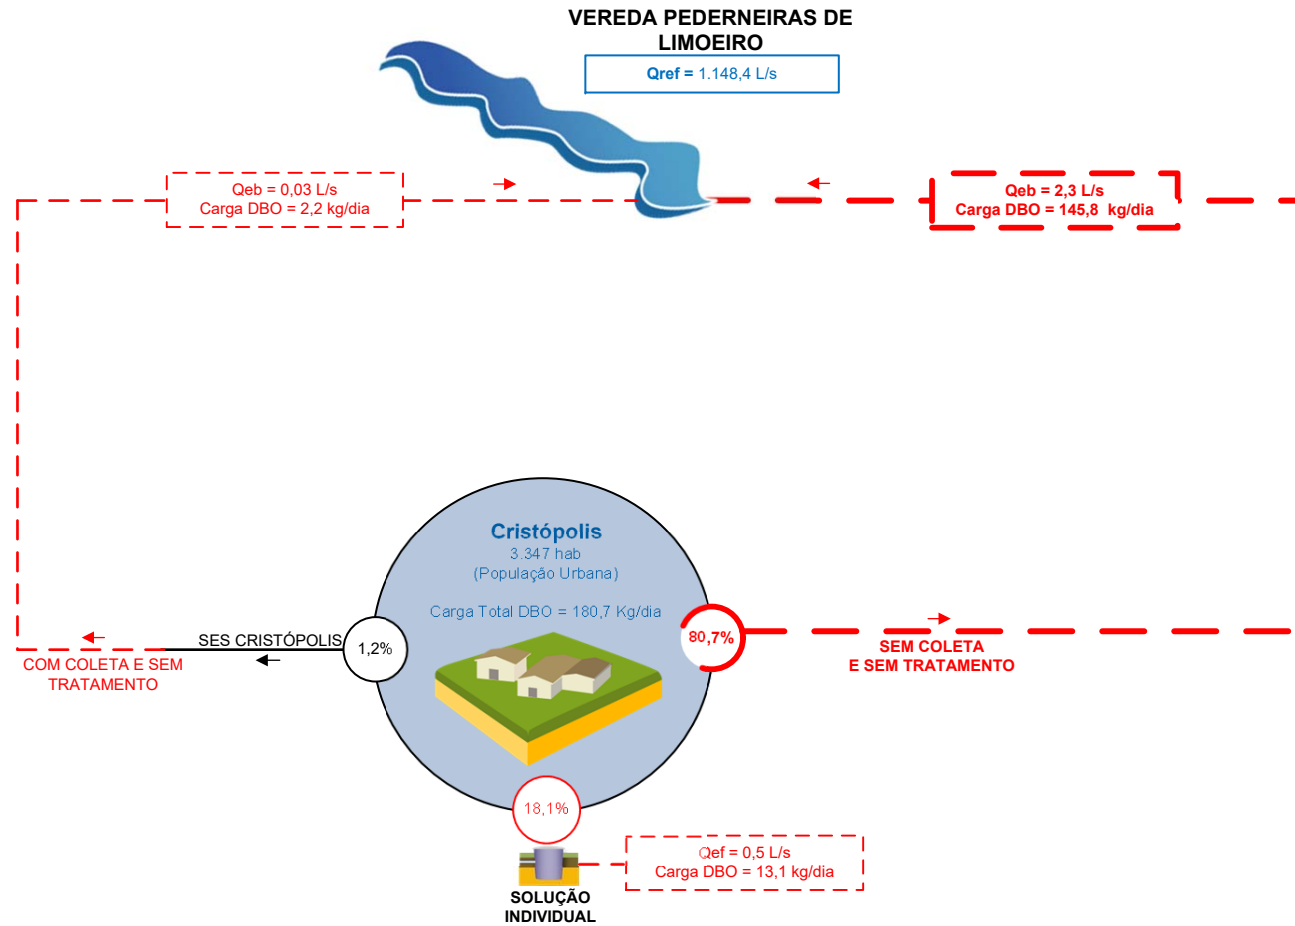 VEREDA PEDERNEIRAS DE
LIMOEIRO
Qref = 1.148,4 L/s
Qeb = 0,03 L/s
Carga DBO = 2,2 kg/dia
Qeb = 2,3 L/s
Carga DBO = 145,8 kg/dia
Cristópolis
3.347 hab
(População Urbana)
Carga Total DBO = 180,7 Kg/dia
SES CRISTÓPOLIS
1,2%
80,7%
COM COLETA E SEM
TRATAMENTO
SEM COLETA
E SEM TRATAMENTO
18,1%
Qef = 0,5 L/s
Carga DBO = 13,1 kg/dia
SOLUÇÃO
INDIVIDUAL